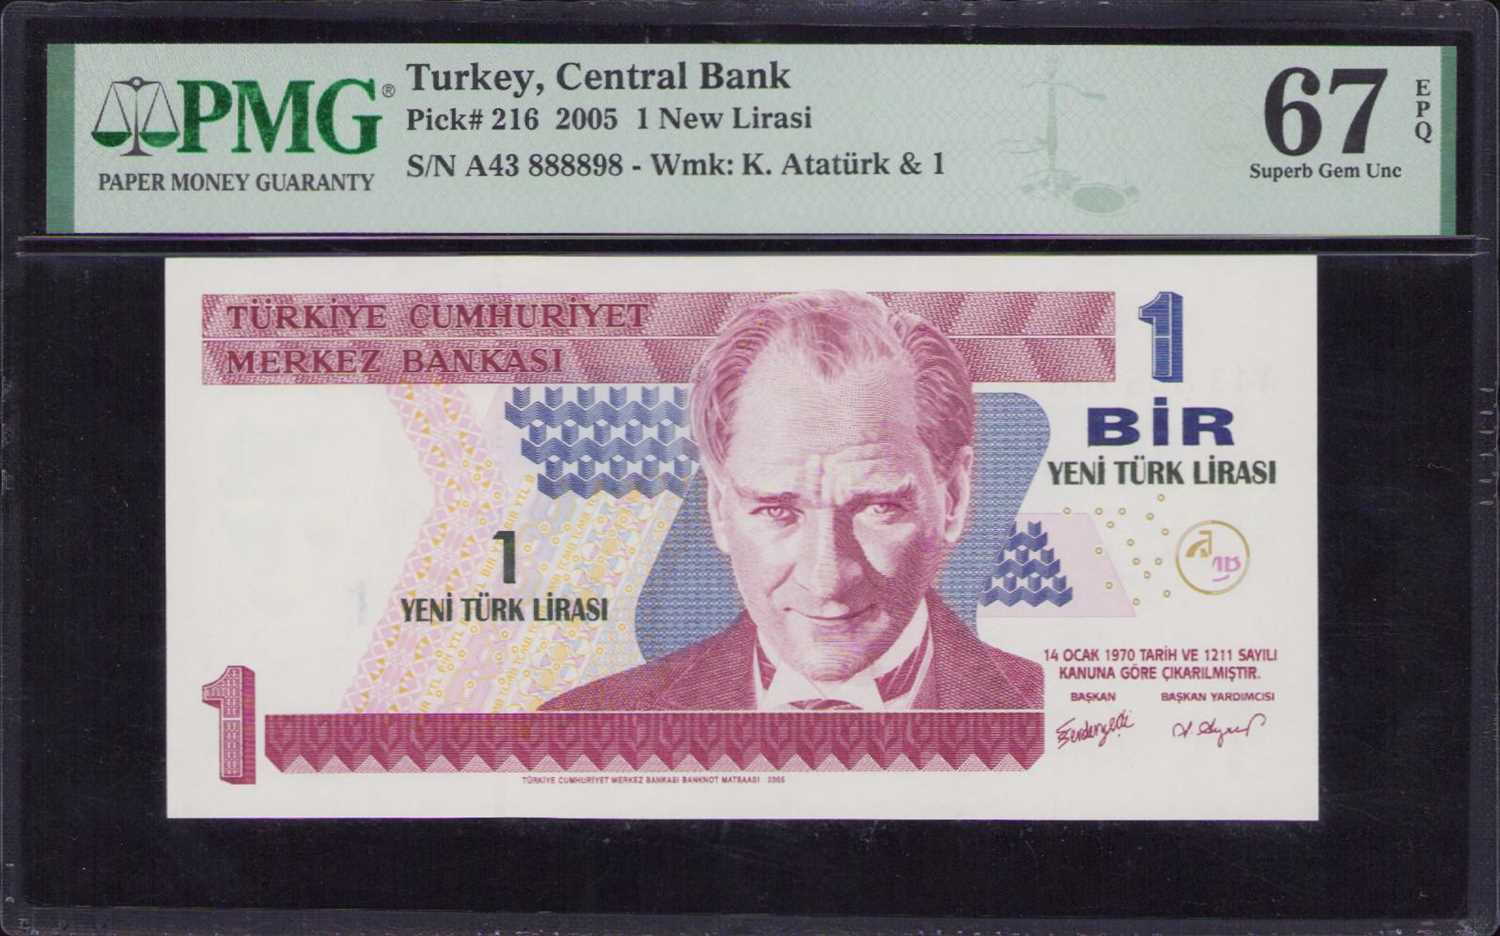 PMG®
PAPER MONEY GUARANTY
Turkey, Central Bank
Pick# 216 2005 1 New Lirasi
S/N A43 888898 - Wmk: K. Atatürk & 1
67
EPQ
Superb Gem Unc
TÜRKİYE CUMHURİYET
MERKEZ BANKASI
1
BİR
YENİ TÜRK LİRASI
1
YENİ TÜRK LİRASI
14 OCAK 1970 TARİH VE 1211 SAYILI
KANUNA GÖRE ÇIKARILMIŞTIR.
BAŞKAN BAŞKAN YARDIMCISI
1
TÜRKİYE CUMHURİYET MERKEZ BANKASI BANKNOT MATBAASI 2005